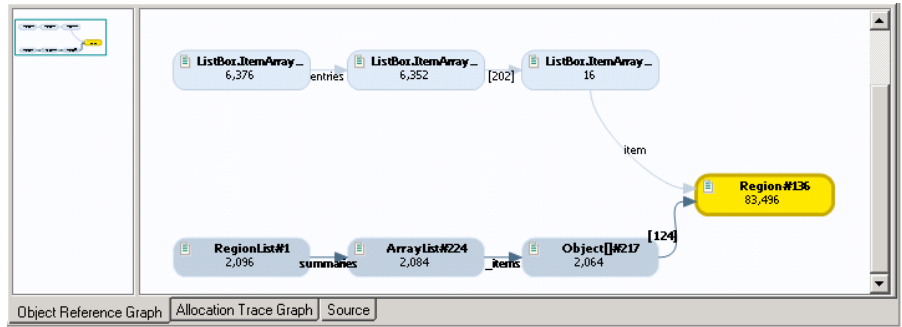 ListBox.ItemArray_
6,376
entries
ListBox.ItemArray_
6,352
[202]
ListBox.ItemArray_
16
item
Region#136
83,496
[124]
RegionList#1
2,096
summaries
ArrayList#224
2,084
_items
Object[]#217
2,064
Object Reference Graph
Allocation Trace Graph
Source